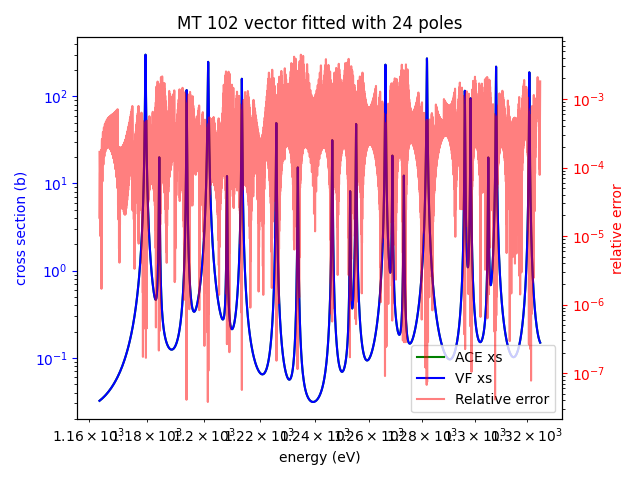 MT 102 vector fitted with 24 poles
10²
10¹
10⁰
10⁻¹
cross section (b)
10⁻³
10⁻⁴
10⁻⁵
10⁻⁶
10⁻⁷
relative error
ACE xs
VF xs
Relative error
1.16 × 10³ 1.18 × 10³ 1.2 × 10³ 1.22 × 10³ 1.24 × 10³ 1.26 × 10³ 1.28 × 10³ 1.3 × 10³ 1.32 × 10³
energy (eV)